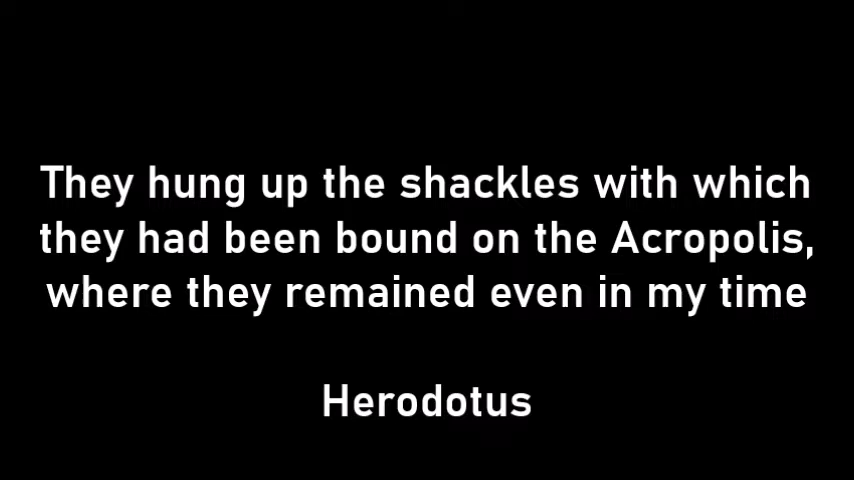 They hung up the shackles with which
they had been bound on the Acropolis,
where they remained even in my time
Herodotus